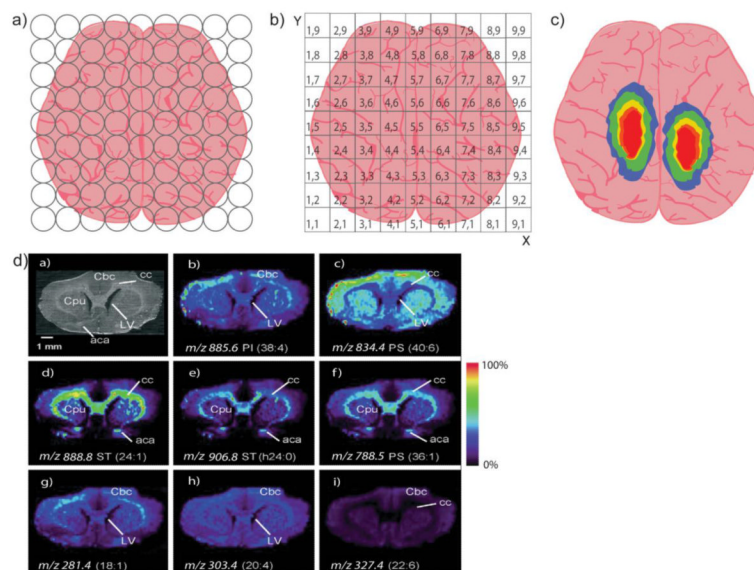 a)
b)
c)
Y
1,9 2,9 3,9 4,9 5,9 6,9 7,9 8,9 9,9
1,8 2,8 3,8 4,8 5,8 6,8 7,8 8,8 9,8
1,7 2,7 3,7 4,7 5,7 6,7 7,7 8,7 9,7
1,6 2,6 3,6 4,6 5,6 6,6 7,6 8,6 9,6
1,5 2,5 3,5 4,5 5,5 6,5 7,5 8,5 9,5
1,4 2,4 3,4 4,4 5,4 6,4 7,4 8,4 9,4
1,3 2,3 3,3 4,3 5,3 6,3 7,3 8,3 9,3
1,2 2,2 3,2 4,2 5,2 6,2 7,2 8,2 9,2
1,1 2,1 3,1 4,1 5,1 6,1 7,1 8,1 9,1
X
d)
a)
Cbc
cc
Cpu
LV
aca
1 mm
b)
Cbc
LV
m/z 885.6 PI (38:4)
c)
cc
LV
m/z 834.4 PS (40:6)
d)
cc
Cpu
aca
m/z 888.8 ST (24:1)
e)
cc
Cpu
aca
m/z 906.8 ST (h24:0)
f)
cc
aca
m/z 788.5 PS (36:1)
100%
0%
g)
Cbc
LV
m/z 281.4 (18:1)
h)
LV
m/z 303.4 (20:4)
i)
Cbc
cc
m/z 327.4 (22:6)